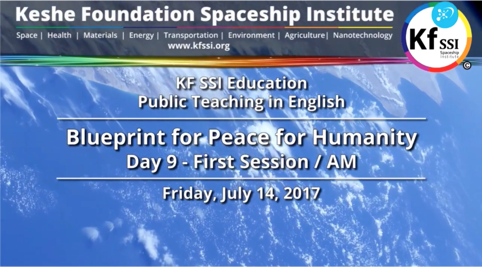 Keshe Foundation Spaceship Institute
Space | Health | Materials | Energy | Transportation | Environment | Agriculture | Nanotechnology
www.kfssi.org
Kf SSI
Spaceship
Institute
©
KF SSI Education
Public Teaching in English
Blueprint for Peace for Humanity
Day 9 - First Session / AM
Friday, July 14, 2017